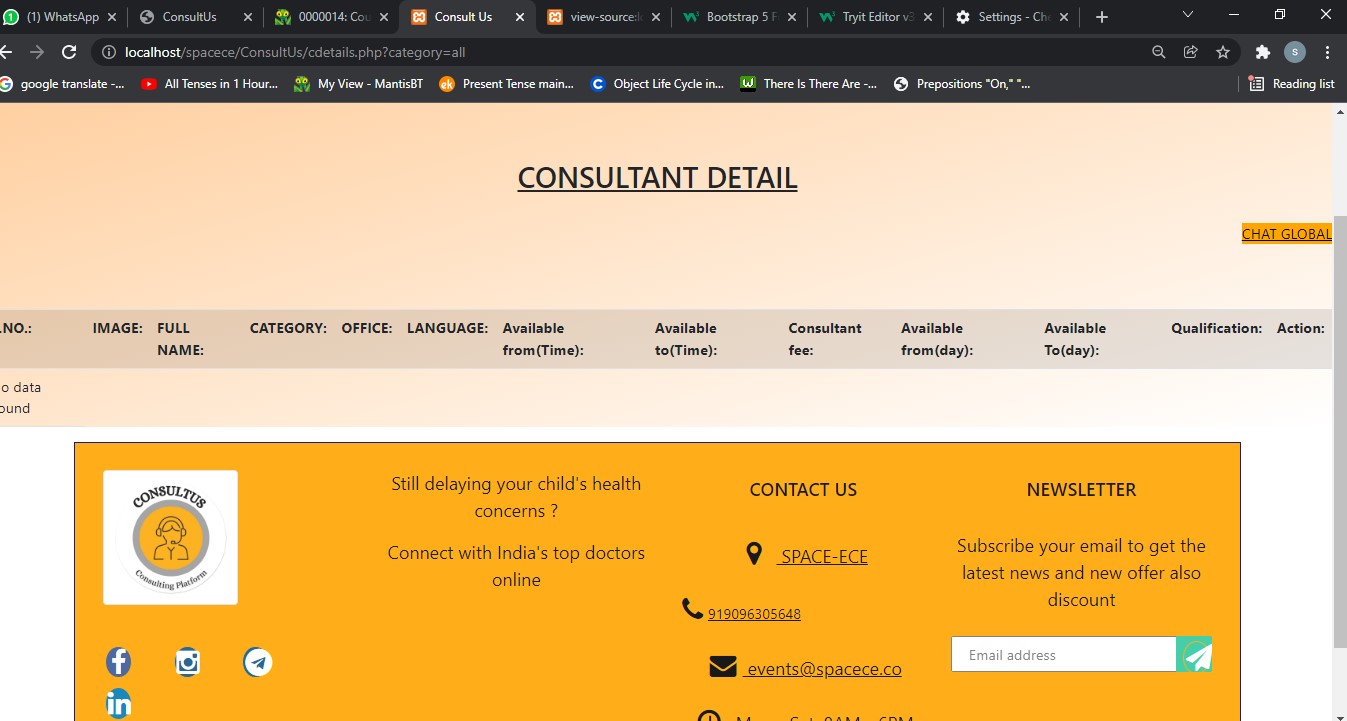 (1) WhatsApp
ConsultUs
0000014: Cou
Consult Us
view-source:l
Bootstrap 5 F
Tryit Editor v3
Settings - Ch
localhost/spacece/ConsultUs/cdetails.php?category=all
s
google translate -...
All Tenses in 1 Hour...
My View - MantisBT
Present Tense main...
Object Life Cycle in...
There Is There Are -...
Prepositions "On," "...
Reading list
CONSULTANT DETAIL
CHAT GLOBAL
.NO.:
IMAGE:
FULL
NAME:
CATEGORY:
OFFICE:
LANGUAGE:
Available
from(Time):
Available
to(Time):
Consultant
fee:
Available
from(day):
Available
To(day):
Qualification:
Action:
o data
ound
CONSULTUS
Consulting Platform
Still delaying your child's health
concerns ?
Connect with India's top doctors
online
CONTACT US
SPACE-ECE
919096305648
events@spacece.co
NEWSLETTER
Subscribe your email to get the
latest news and new offer also
discount
Email address